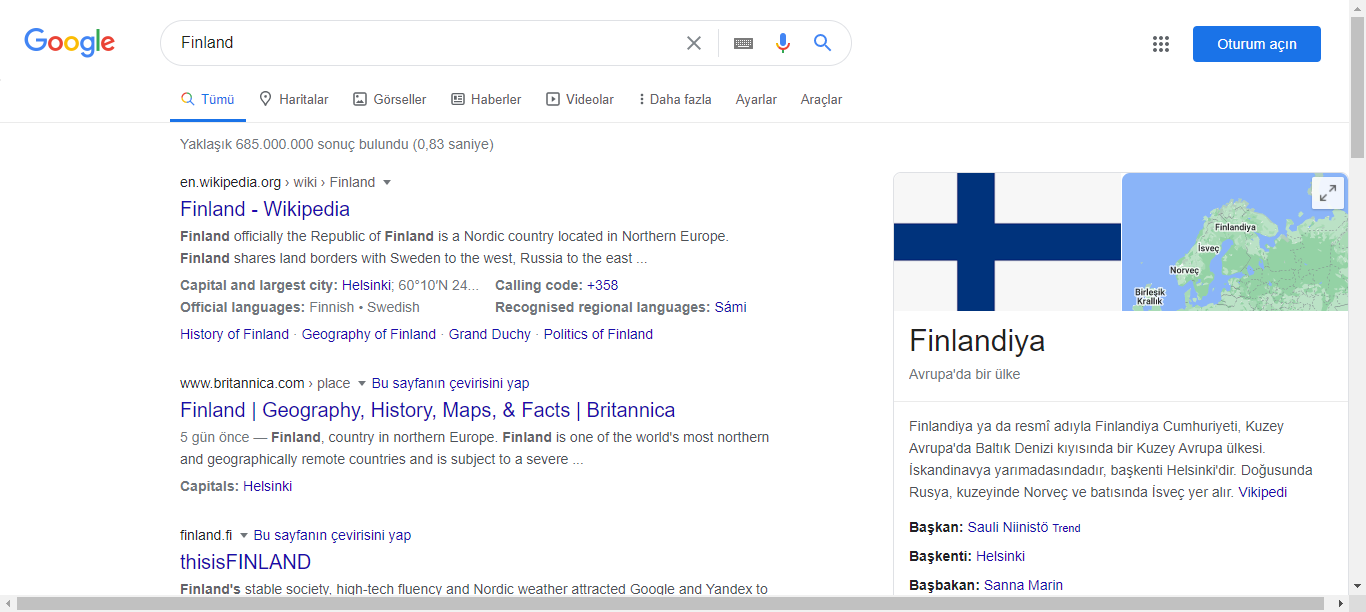 Google
Finland
Oturum açın
Tümü
Haritalar
Görseller
Haberler
Videolar
Daha fazla
Ayarlar
Araçlar
Yaklaşık 685.000.000 sonuç bulundu (0,83 saniye)
en.wikipedia.org › wiki › Finland
Finland - Wikipedia
Finland officially the Republic of Finland is a Nordic country located in Northern Europe.
Finland shares land borders with Sweden to the west, Russia to the east ...
Capital and largest city: Helsinki; 60°10′N 24... Calling code: +358
Official languages: Finnish • Swedish Recognised regional languages: Sámi
History of Finland · Geography of Finland · Grand Duchy · Politics of Finland
www.britannica.com › place Bu sayfanın çevirisini yap
Finland | Geography, History, Maps, & Facts | Britannica
5 gün önce — Finland, country in northern Europe. Finland is one of the world's most northern
and geographically remote countries and is subject to a severe ...
Capitals: Helsinki
finland.fi Bu sayfanın çevirisini yap
thisisFINLAND
Finland's stable society, high-tech fluency and Nordic weather attracted Google and Yandex to
Finlandiya
İsveç
Norveç
Birleşik
Krallık
Finlandiya
Avrupa'da bir ülke
Finlandiya ya da resmî adıyla Finlandiya Cumhuriyeti, Kuzey
Avrupa'da Baltık Denizi kıyısında bir Kuzey Avrupa ülkesi.
İskandinavya yarımadasındadır, başkenti Helsinki'dir. Doğusunda
Rusya, kuzeyinde Norveç ve batısında İsveç yer alır. Vikipedi
Başkan: Sauli Niinistö Trend
Başkenti: Helsinki
Başbakan: Sanna Marin